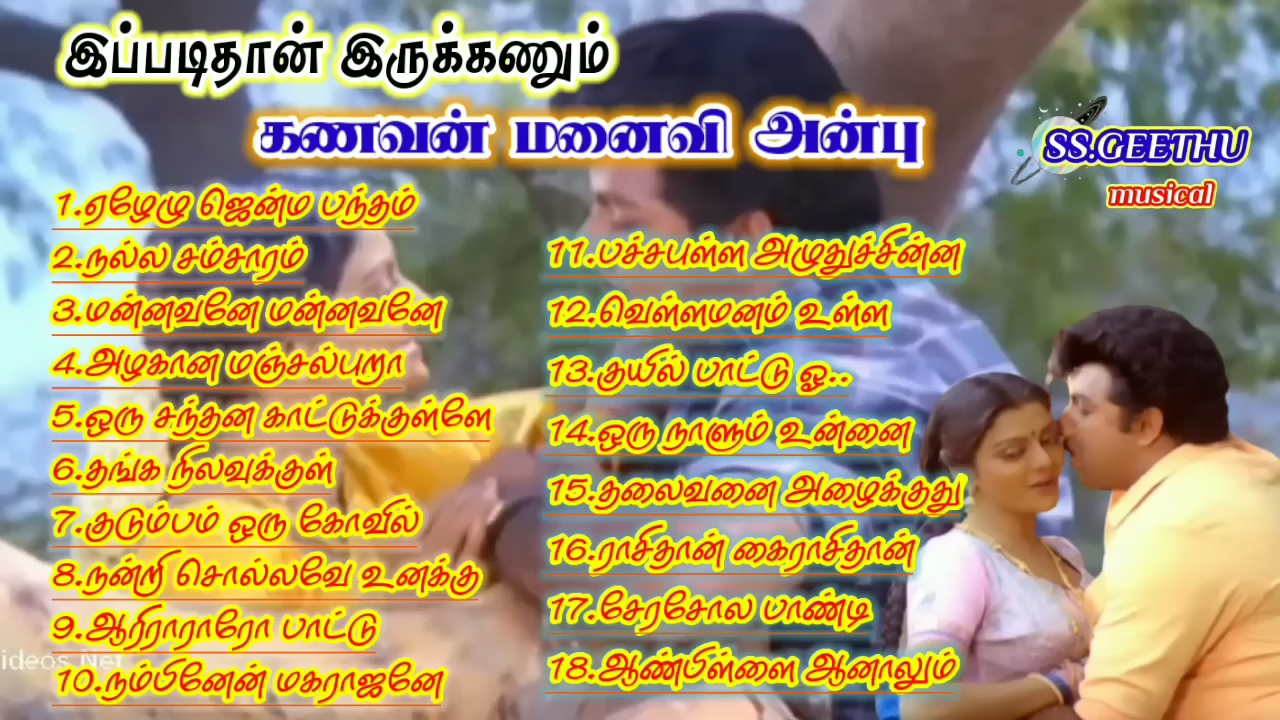 இப்படிதான் இருக்கணும்
கணவன் மனைவி அன்பு
SS.GEETHU
musical
1.ஏழேழு ஜென்ம பந்தம்
2.நல்ல சம்சாரம்
3.மன்னவனே மன்னவனே
4.அழகான மஞ்சல்புறா
5.ஒரு சந்தன காட்டுக்குள்ளே
6.தங்க நிலவுக்குள்
7.குடும்பம் ஒரு கோவில்
8.நன்றி சொல்லவே உனக்கு
9.ஆரிராராரோ பாட்டு
10.நம்பினேன் மகராஜனே
11.பச்சபுள்ள அழுதுச்சின்ன
12.வெள்ளமனம் உள்ள
13.குயில் பாட்டு ஓ..
14.ஒரு நாளும் உன்னை
15.தலைவனை அழைக்குது
16.ராசிதான் கைராசிதான்
17.சேரசோல பாண்டி
18.ஆண்பிள்ளை ஆனாலும்
ideos.Net